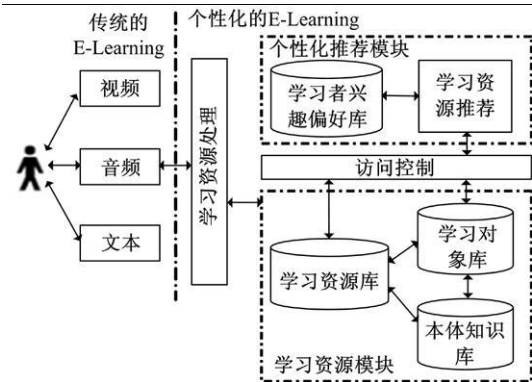 传统的
E-Learning
视频
音频
文本
个性化的E-Learning
学习资源处理
个性化推荐模块
学习者兴
趣偏好库
学习资
源推荐
访问控制
学习资源库
学习对
象库
本体知识
库
学习资源模块